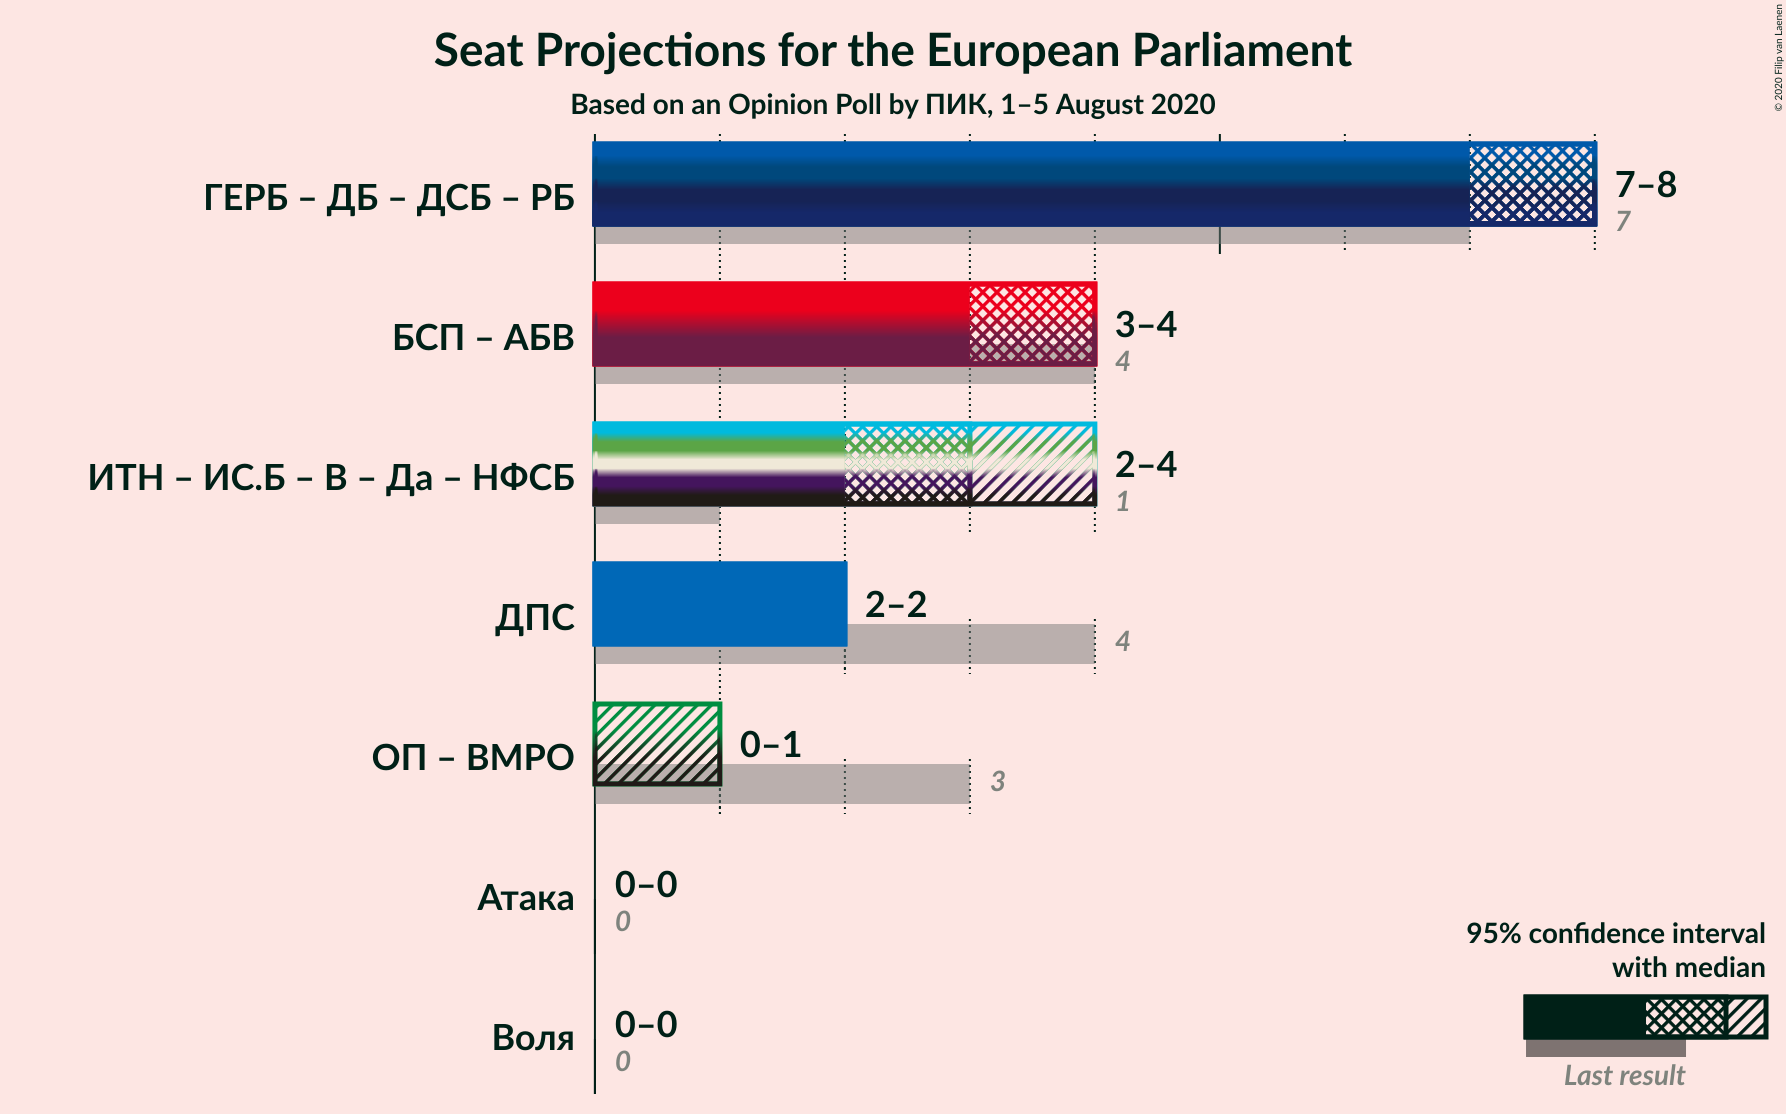 Seat Projections for the European Parliament
Based on an Opinion Poll by ПИК, 1–5 August 2020
© 2020 Filip van Laenen
ГЕРБ – ДБ – ДСБ – РБ
7–8
7
БСП – АБВ
3–4
4
ИТН – ИС.Б – В – Да – НФСБ
2–4
1
ДПС
2–2
4
ОП – ВМРО
0–1
3
Атака
0–0
0
Воля
0–0
0
95% confidence interval
with median
Last result